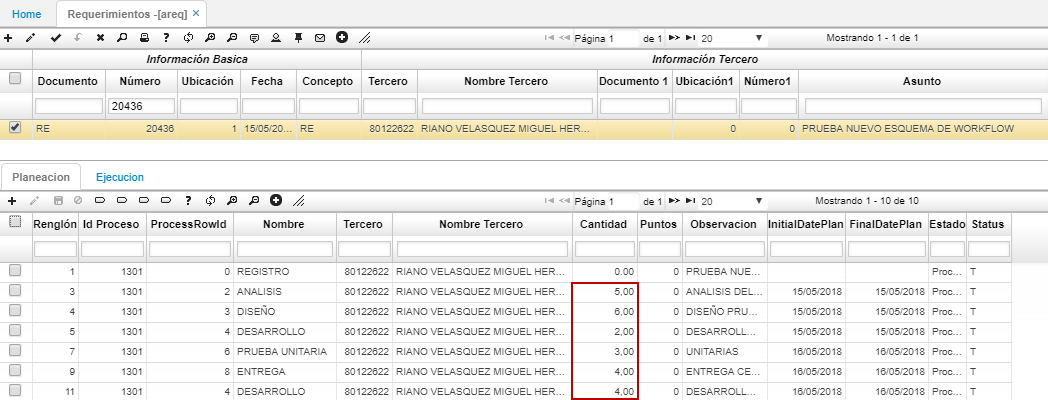 Home Requerimientos -[areq] ×
Página 1 de 1 20 Mostrando 1 - 1 de 1
Información Basica Información Tercero
Documento Número Ubicación Fecha Concepto Tercero Nombre Tercero Documento 1 Ubicación1 Número1 Asunto
20436
RE 20436 1 15/05/20... RE 80122622 RIANO VELASQUEZ MIGUEL HER... 0 0 PRUEBA NUEVO ESQUEMA DE WORKFLOW
Planeacion Ejecucion
Página 1 de 1 20 Mostrando 1 - 10 de 10
Renglón Id Proceso ProcessRowId Nombre Tercero Nombre Tercero Cantidad Puntos Observacion InitialDatePlan FinalDatePlan Estado Status
1 1301 0 REGISTRO 80122622 RIANO VELASQUEZ MIGUEL HER... 0.00 0 PRUEBA NUE... Proc... T
3 1301 2 ANALISIS 80122622 RIANO VELASQUEZ MIGUEL HER... 5,00 0 ANALISIS DEL... 15/05/2018 15/05/2018 Proc... T
4 1301 3 DISEÑO 80122622 RIANO VELASQUEZ MIGUEL HER... 6,00 0 DISEÑO PRU... 15/05/2018 15/05/2018 Proc... T
5 1301 4 DESARROLLO 80122622 RIANO VELASQUEZ MIGUEL HER... 2,00 0 DESARROLL... 15/05/2018 15/05/2018 Proc... T
7 1301 6 PRUEBA UNITARIA 80122622 RIANO VELASQUEZ MIGUEL HER... 3,00 0 UNITARIAS 16/05/2018 16/05/2018 Proc... T
9 1301 8 ENTREGA 80122622 RIANO VELASQUEZ MIGUEL HER... 4,00 0 ENTREGA CE... 16/05/2018 16/05/2018 Proc... T
11 1301 4 DESARROLLO 80122622 RIANO VELASQUEZ MIGUEL HER... 4,00 0 DESARROLL... 16/05/2018 16/05/2018 Proc... T